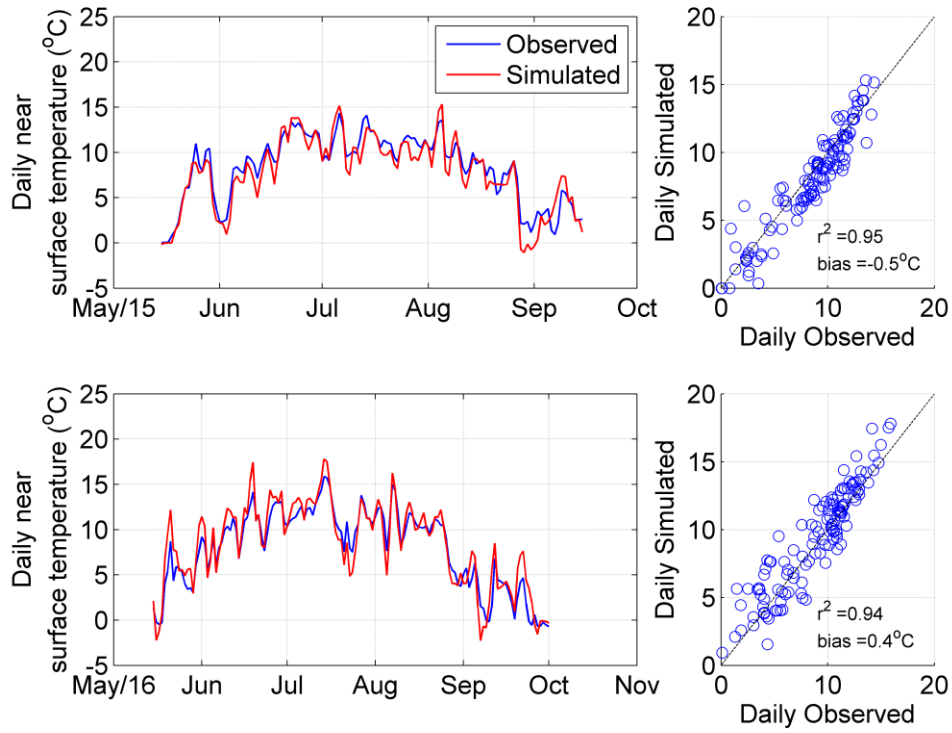 Daily near
surface temperature (°C)
25
20
15
10
5
0
-5
May/15
Jun
Jul
Aug
Sep
Oct
Observed
Simulated
Daily Simulated
20
15
10
5
0
0
10
20
r² =0.95
bias =-0.5°C
Daily Observed
Daily near
surface temperature (°C)
25
20
15
10
5
0
-5
May/16
Jun
Jul
Aug
Sep
Oct
Nov
Daily Simulated
20
15
10
5
0
0
10
20
r² =0.94
bias =0.4°C
Daily Observed